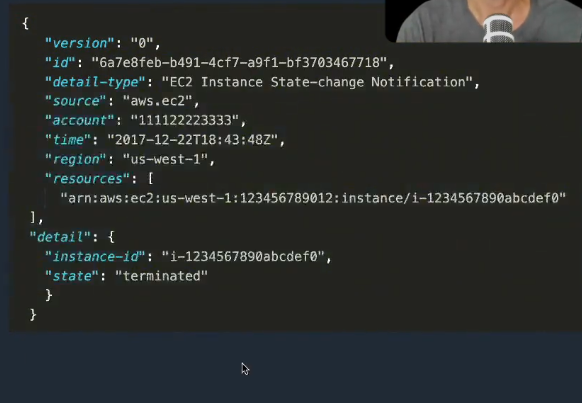 {
"version": "0",
"id": "6a7e8feb-b491-4cf7-a9f1-bf3703467718",
"detail-type": "EC2 Instance State-change Notification",
"source": "aws.ec2",
"account": "111122223333",
"time": "2017-12-22T18:43:48Z",
"region": "us-west-1",
"resources": [
"arn:aws:ec2:us-west-1:123456789012:instance/i-1234567890abcdef0"
],
"detail": {
"instance-id": "i-1234567890abcdef0",
"state": "terminated"
}
}